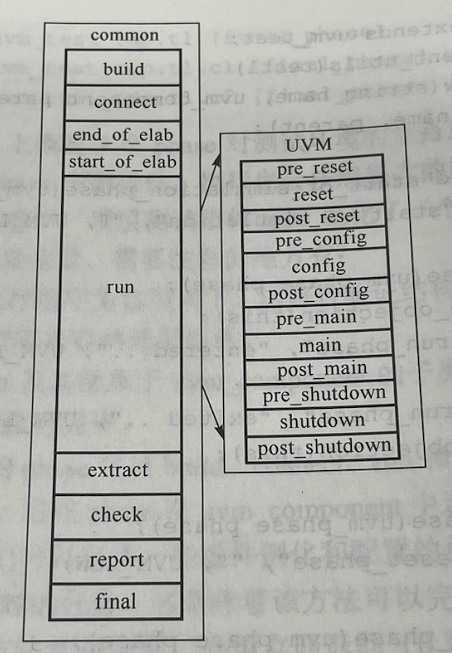 common
build
connect
end_of_elab
start_of_elab
run
extract
check
report
final
UVM
pre_reset
reset
post_reset
pre_config
config
post_config
pre_main
main
post_main
pre_shutdown
shutdown
post_shutdown